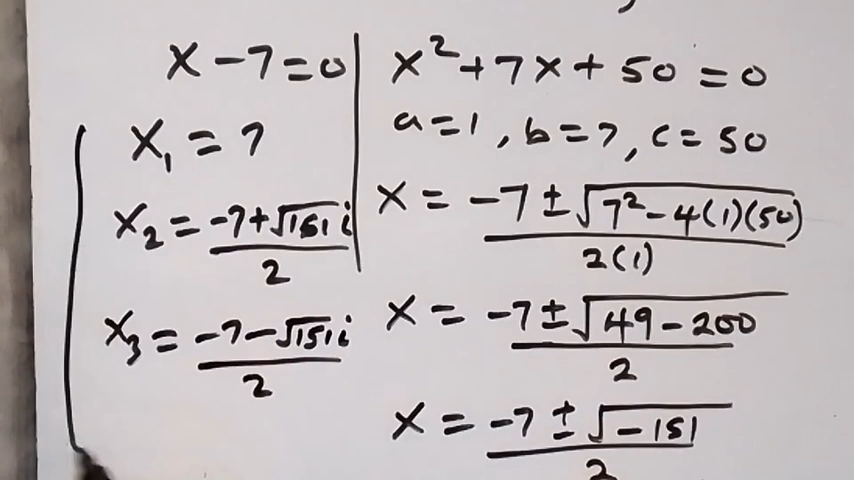 x - 7 = 0
x₁ = 7
x₂ = (-7 + √151 i)/2
x₃ = (-7 - √151 i)/2
x² + 7x + 50 = 0
a = 1, b = 7, c = 50
x = (-7 ± √(7² - 4(1)(50)))/2(1)
x = (-7 ± √(49 - 200))/2
x = (-7 ± √(-151))/2